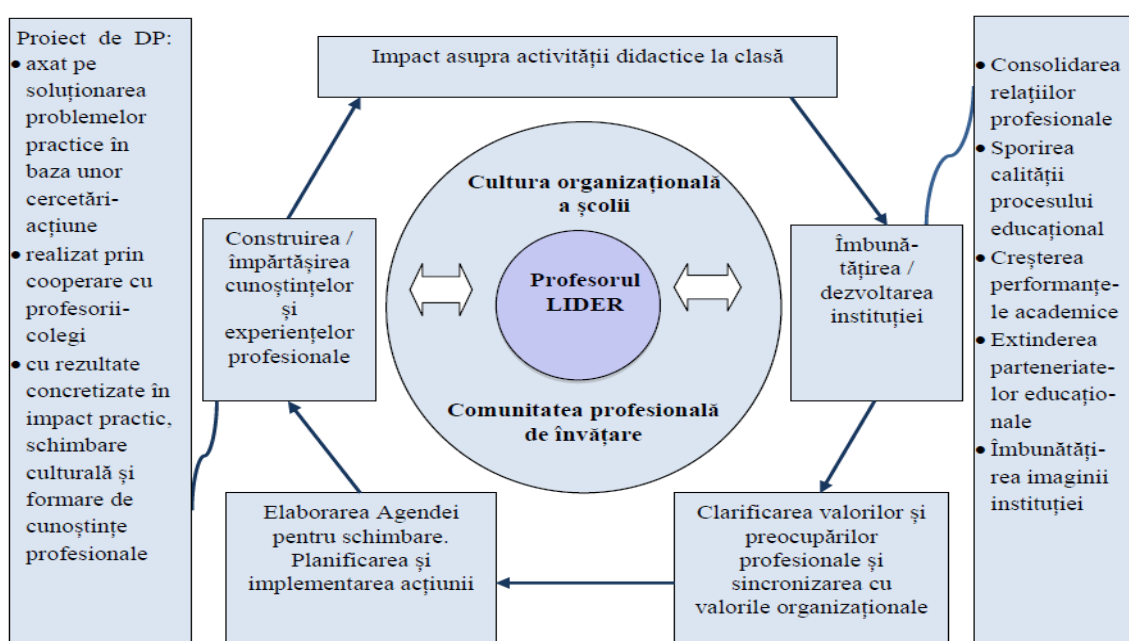 Proiect de DP:
• axat pe
soluționarea
problemelor
practice în
baza unor
cercetări-
acțiune
• realizat prin
cooperare cu
profesorii-
colegi
• cu rezultate
concretizate în
impact practic,
schimbare
culturală și
formare de
cunoștințe
profesionale
Impact asupra activității didactice la clasă
Construirea /
împărtășirea
cunoștințelor
și
experiențelor
profesionale
Cultura organizațională
a școlii
Profesorul
LIDER
Comunitatea profesională
de învățare
Îmbună-
tățirea /
dezvoltarea
instituției
Elaborarea Agendei
pentru schimbare.
Planificarea și
implementarea acțiunii
Clarificarea valorilor și
preocupărilor
profesionale și
sincronizarea cu
valorile organizaționale
• Consolidarea
relațiilor
profesionale
• Sporirea
calității
procesului
educațional
• Creșterea
performanțe-
le academice
• Extinderea
parteneriate-
lor educațio-
nale
• Îmbunătăți-
rea imaginii
instituției